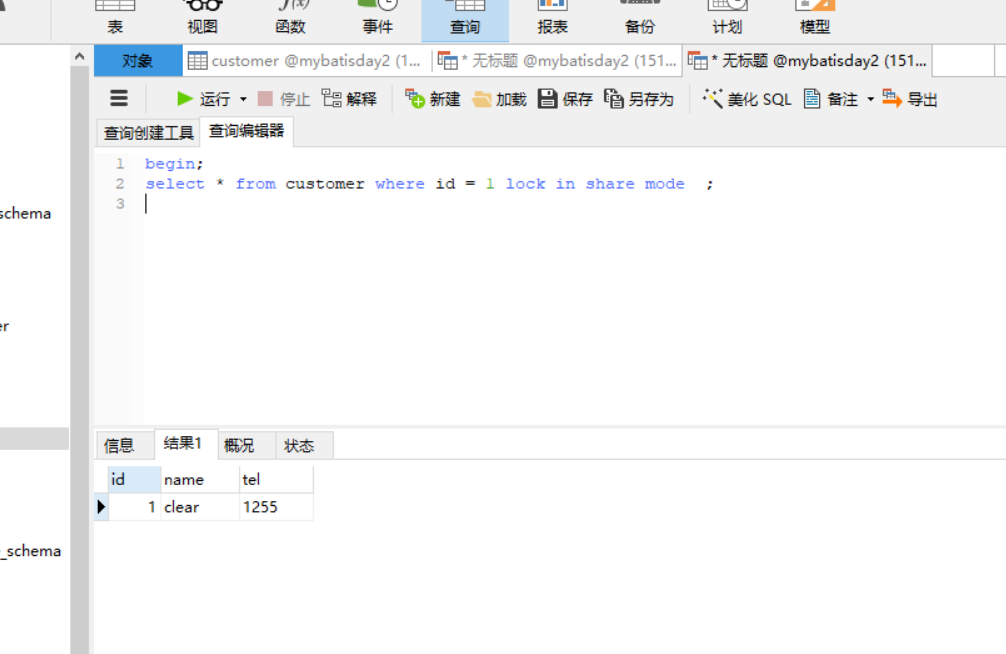 表 视图 函数 事件 查询 报表 备份 计划 模型
对象 customer @mybatisday2 (1... * 无标题 @mybatisday2 (151... * 无标题 @mybatisday2 (151...
运行 停止 解释 新建 加载 保存 另存为 美化 SQL 备注 导出
查询创建工具 查询编辑器
1 begin;
2 select * from customer where id = 1 lock in share mode ;
3
schema
er
_schema
信息 结果1 概况 状态
id name tel
1 clear 1255